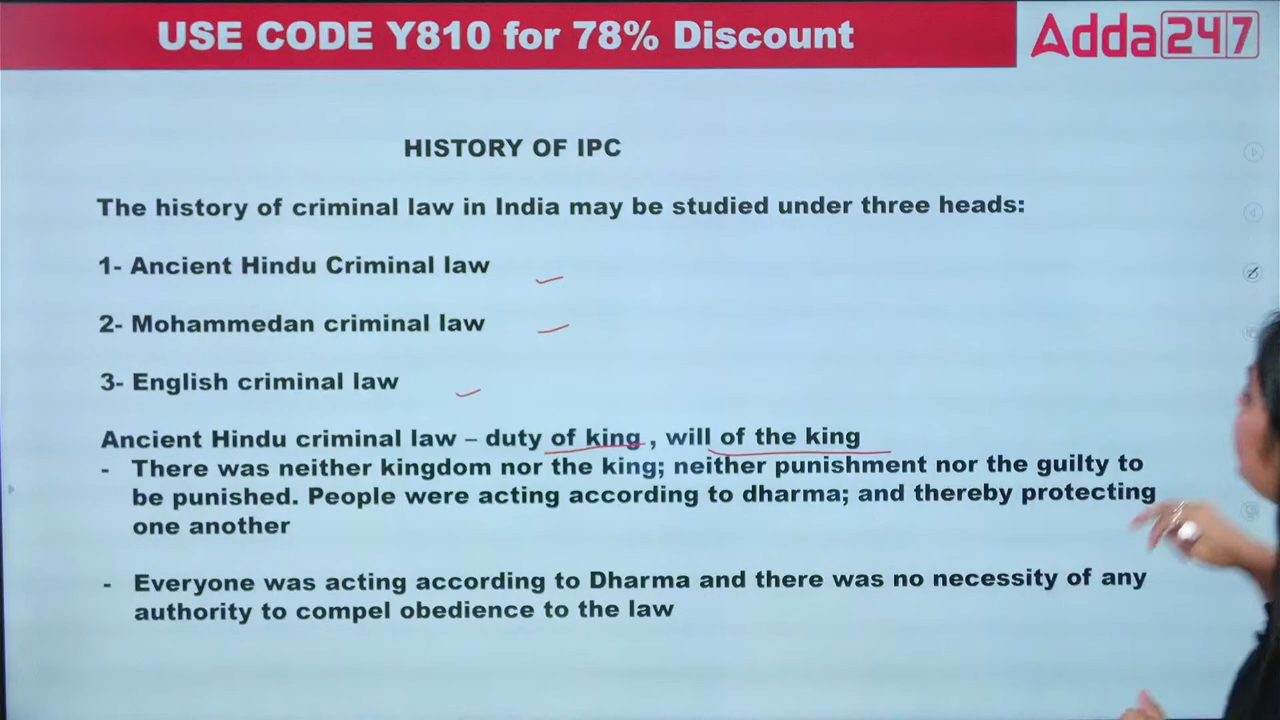 USE CODE Y810 for 78% Discount
Adda247
HISTORY OF IPC
The history of criminal law in India may be studied under three heads:
1- Ancient Hindu Criminal law
2- Mohammedan criminal law
3- English criminal law
Ancient Hindu criminal law – duty of king , will of the king
- There was neither kingdom nor the king; neither punishment nor the guilty to
be punished. People were acting according to dharma; and thereby protecting
one another
- Everyone was acting according to Dharma and there was no necessity of any
authority to compel obedience to the law